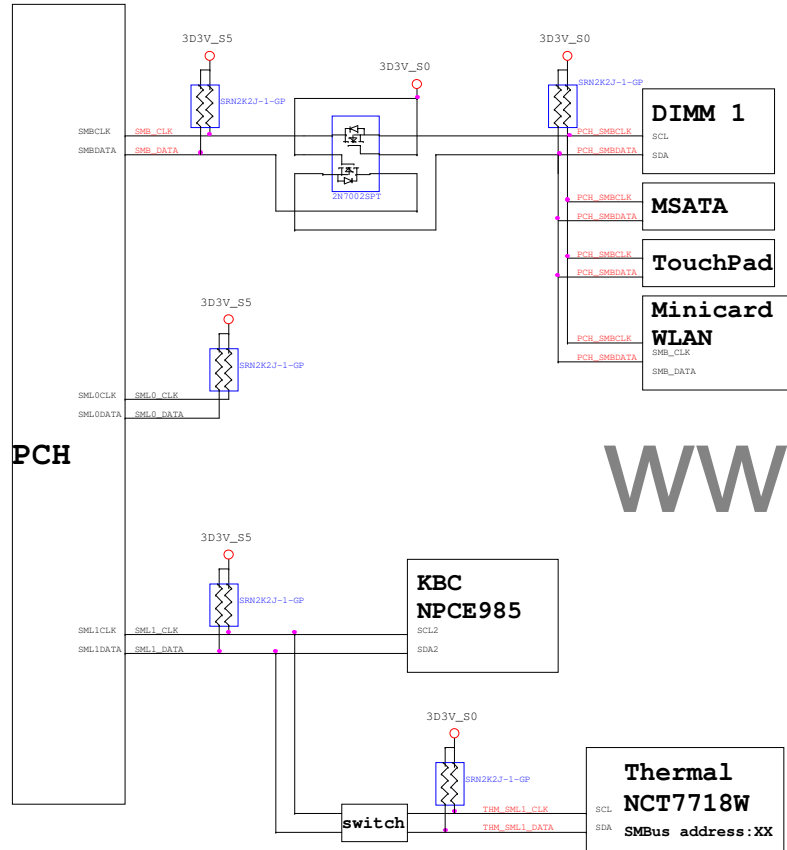 3D3V_S5
3D3V_S0
3D3V_S0
SRN2K2J-1-GP
SRN2K2J-1-GP
DIMM 1
SMBCLK
SMB_CLK
PCH_SMBCLK
SCL
SMBDATA
SMB_DATA
PCH_SMBDATA
SDA
2N7002SPT
PCH_SMBCLK
MSATA
PCH_SMBDATA
PCH_SMBCLK
TouchPad
PCH_SMBDATA
3D3V_S5
Minicard
WLAN
PCH_SMBCLK
SMB_CLK
PCH_SMBDATA
SMB_DATA
SRN2K2J-1-GP
SML0CLK
SML0_CLK
SML0DATA
SML0_DATA
PCH
WW
3D3V_S5
KBC
NPCE985
SRN2K2J-1-GP
SML1CLK
SML1_CLK
SCL2
SML1DATA
SML1_DATA
SDA2
3D3V_S0
SRN2K2J-1-GP
Thermal
NCT7718W
THM_SML1_CLK
SCL
switch
THM_SML1_DATA
SDA
SMBus address:XX